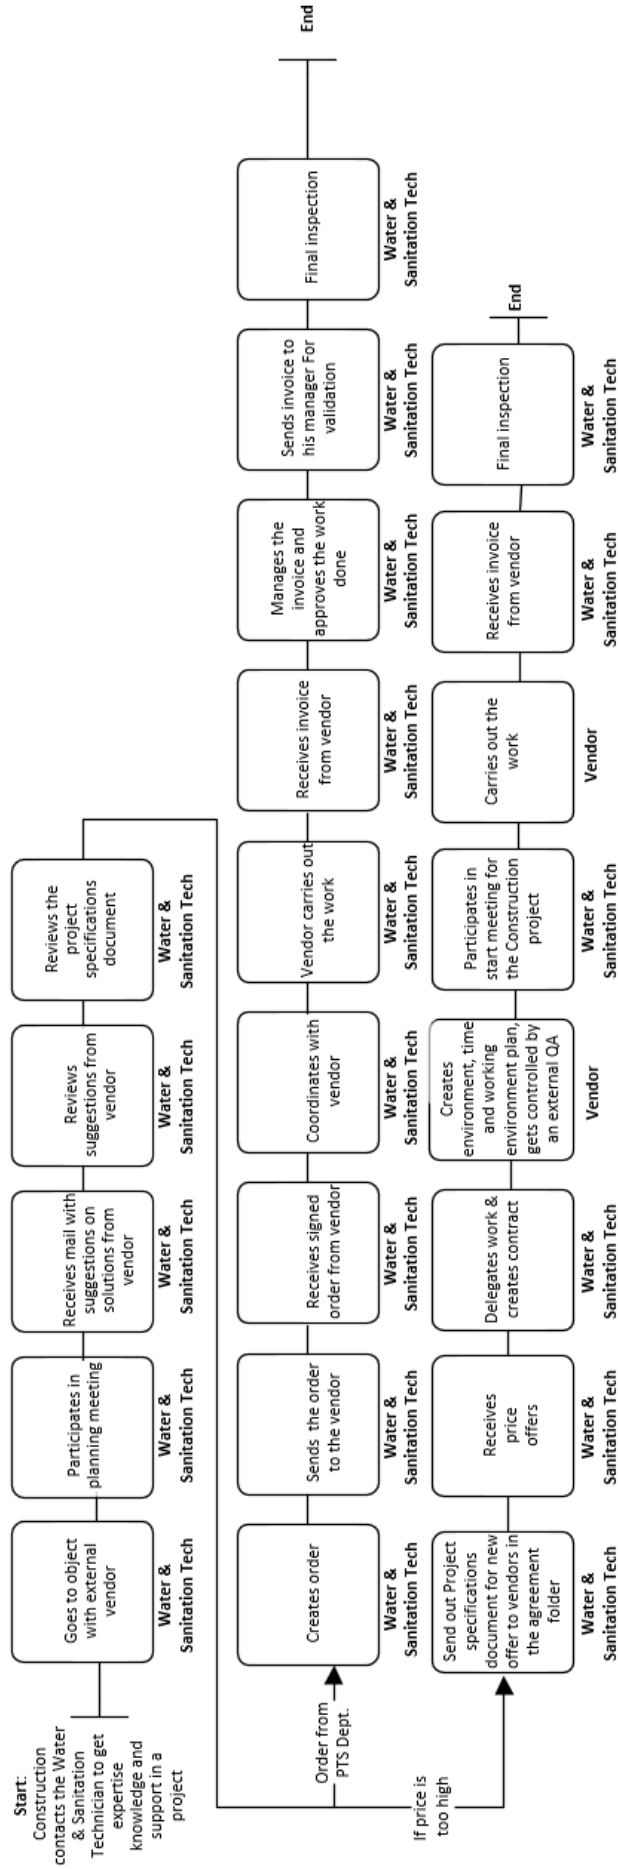 Start:
Construction
contacts the Water
& Sanitation
Technician to get
expertise
knowledge and
support in a
project
Goes to object
with external
vendor
Water &
Sanitation Tech
Participates in
planning meeting
Water &
Sanitation Tech
Receives mail with
suggestions on
solutions from
vendor
Water &
Sanitation Tech
Reviews
suggestions from
vendor
Water &
Sanitation Tech
Reviews the
project
specifications
document
Water &
Sanitation Tech
Order from
PTS Dept.
Creates order
Water &
Sanitation Tech
Sends the order
to the vendor
Water &
Sanitation Tech
Receives signed
order from vendor
Water &
Sanitation Tech
Coordinates with
vendor
Water &
Sanitation Tech
Vendor carries out
the work
Water &
Sanitation Tech
Receives invoice
from vendor
Water &
Sanitation Tech
Manages the
invoice and
approves the work
done
Water &
Sanitation Tech
Sends invoice to
his manager For
validation
Water &
Sanitation Tech
Final inspection
Water &
Sanitation Tech
End
If price is
too high
Send out Project
specifications
document for new
offer to vendors in
the agreement
folder
Water &
Sanitation Tech
Receives
price
offers
Water &
Sanitation Tech
Delegates work &
creates contract
Water &
Sanitation Tech
Creates
environment, time
and working
environment plan,
gets controlled by
an external QA
Vendor
Participates in
start meeting for
the Construction
project
Water &
Sanitation Tech
Carries out the
work
Vendor
Receives invoice
from vendor
Water &
Sanitation Tech
Final inspection
Water &
Sanitation Tech
End